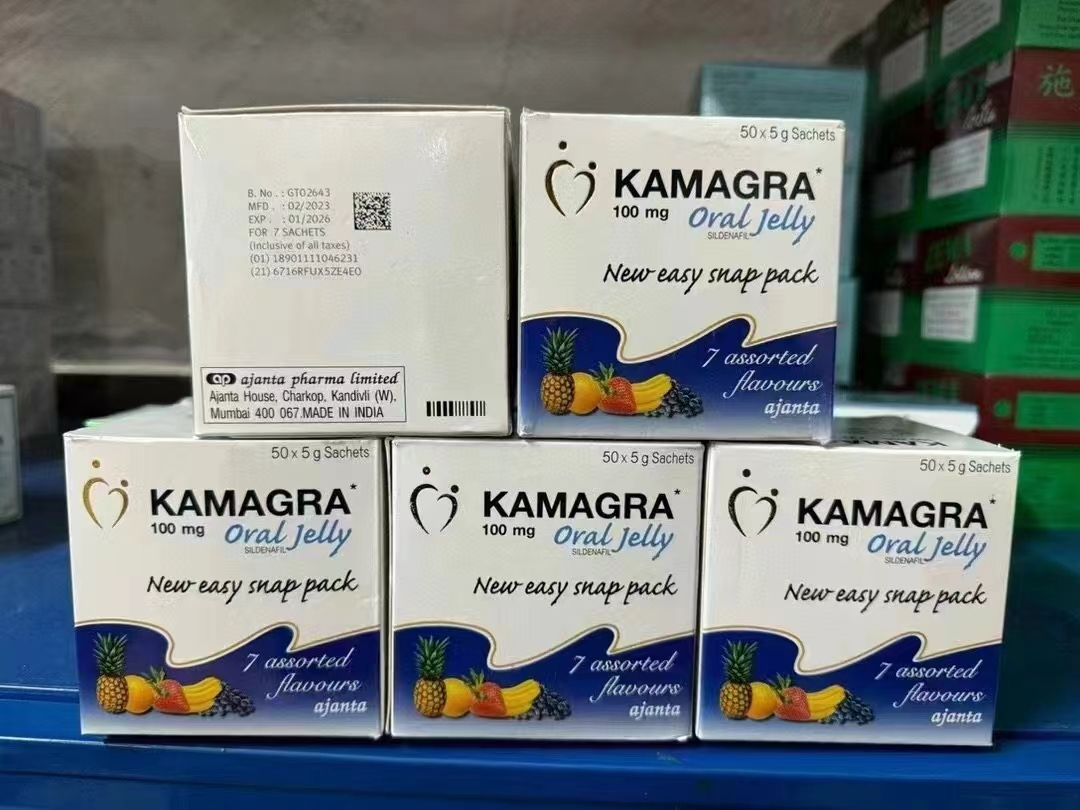 B. No. : GT02643
MFD. : 02/2023
EXP. : 01/2026
FOR 7 SACHETS
(Inclusive of all taxes)
(01) 18901111046231
(21) 6716RFUX5ZE4EO
ap ajanta pharma limited
Ajanta House, Charkop, Kandivli (W),
Mumbai 400 067.MADE IN INDIA
50 x 5 g Sachets
KAMAGRA*
100 mg Oral Jelly
SILDENAFIL
New easy snap pack
7 assorted
flavours
ajanta
50 x 5 g Sachets
KAMAGRA*
100 mg Oral Jelly
SILDENAFIL
New easy snap pack
7 assorted
flavours
ajanta
50 x 5 g Sachets
KAMAGRA*
100 mg Oral Jelly
SILDENAFIL
New easy snap pack
7 assorted
flavours
ajanta
50 x 5 g Sachets
KAMAGRA*
100 mg Oral Jelly
SILDENAFIL
New easy snap pack
7 assorted
flavours
ajanta
施